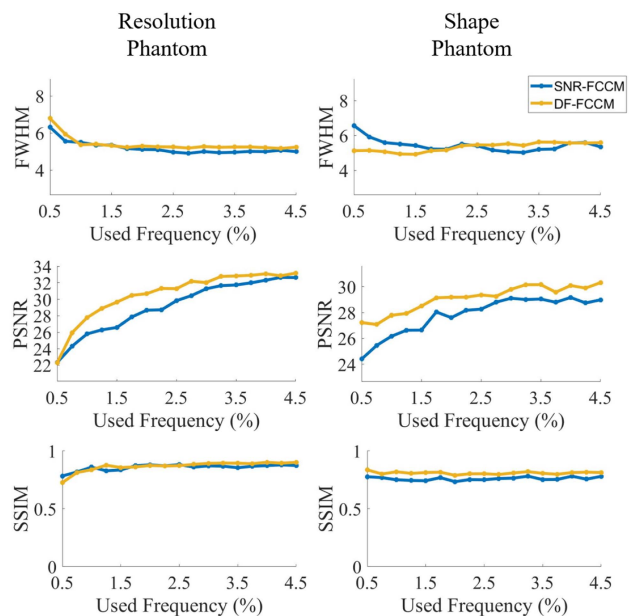 Resolution
Phantom
Shape
Phantom
SNR-FCCM
DF-FCCM
FWHM
8
6
4
0.5 1.5 2.5 3.5 4.5
Used Frequency (%)
FWHM
8
6
4
0.5 1.5 2.5 3.5 4.5
Used Frequency (%)
PSNR
34
32
30
28
26
24
22
0.5 1.5 2.5 3.5 4.5
Used Frequency (%)
PSNR
30
28
26
24
0.5 1.5 2.5 3.5 4.5
Used Frequency (%)
SSIM
1
0.5
0
0.5 1.5 2.5 3.5 4.5
Used Frequency (%)
SSIM
1
0.5
0
0.5 1.5 2.5 3.5 4.5
Used Frequency (%)